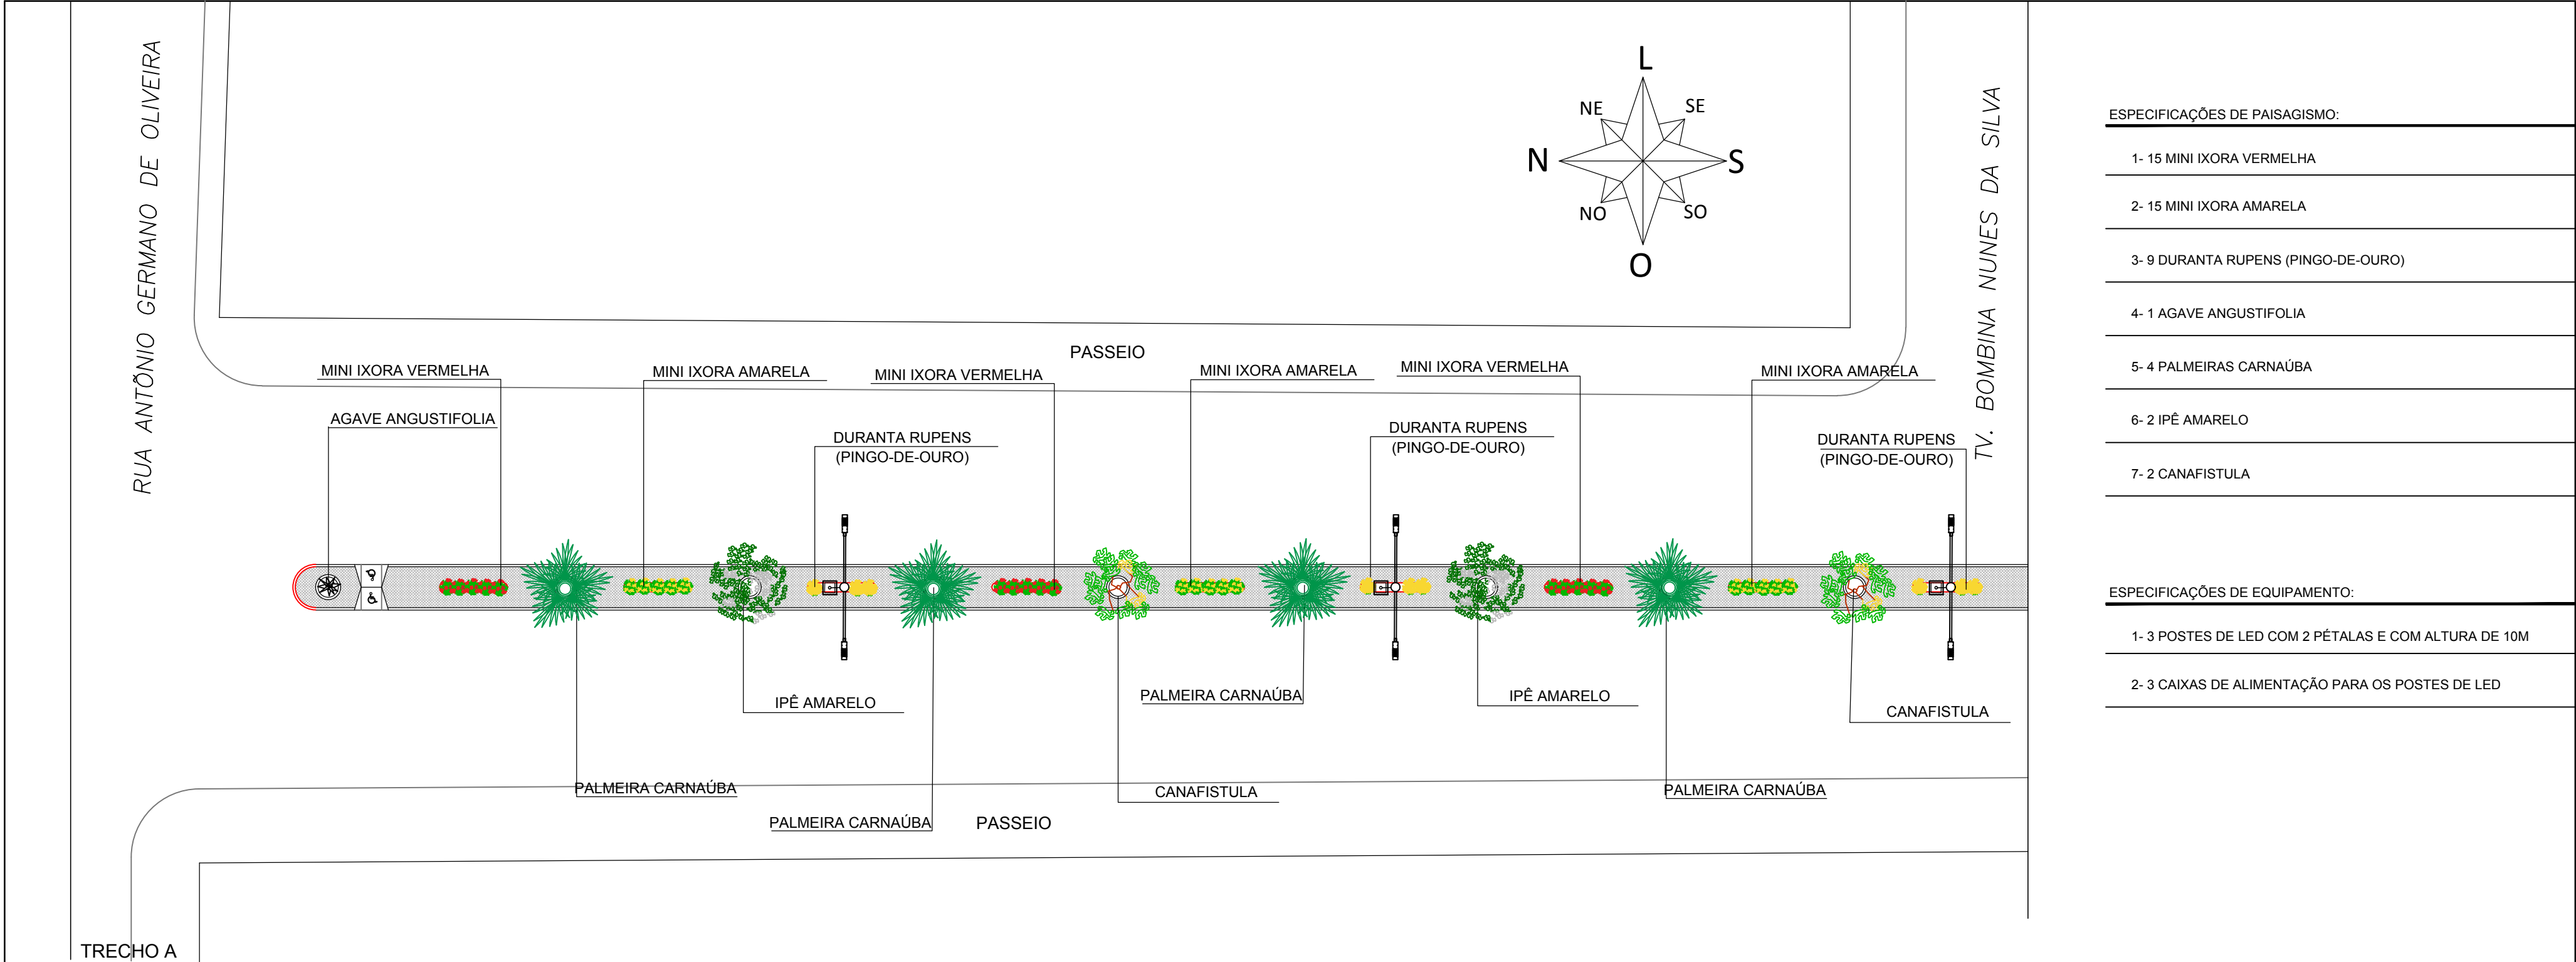 RUA ANTÔNIO GERMANO DE OLIVEIRA
L
NE
SE
N
S
NO
SO
O
TV. BOMBINA NUNES DA SILVA
PASSEIO
MINI IXORA VERMELHA
MINI IXORA AMARELA
MINI IXORA VERMELHA
MINI IXORA AMARELA
MINI IXORA VERMELHA
MINI IXORA AMARELA
AGAVE ANGUSTIFOLIA
DURANTA RUPENS
(PINGO-DE-OURO)
DURANTA RUPENS
(PINGO-DE-OURO)
DURANTA RUPENS
(PINGO-DE-OURO)
IPÊ AMARELO
PALMEIRA CARNAÚBA
IPÊ AMARELO
CANAFISTULA
PALMEIRA CARNAÚBA
CANAFISTULA
PALMEIRA CARNAÚBA
PALMEIRA CARNAÚBA
PASSEIO
TRECHO A
ESPECIFICAÇÕES DE PAISAGISMO:
1- 15 MINI IXORA VERMELHA
2- 15 MINI IXORA AMARELA
3- 9 DURANTA RUPENS (PINGO-DE-OURO)
4- 1 AGAVE ANGUSTIFOLIA
5- 4 PALMEIRAS CARNAÚBA
6- 2 IPÊ AMARELO
7- 2 CANAFISTULA
ESPECIFICAÇÕES DE EQUIPAMENTO:
1- 3 POSTES DE LED COM 2 PÉTALAS E COM ALTURA DE 10M
2- 3 CAIXAS DE ALIMENTAÇÃO PARA OS POSTES DE LED